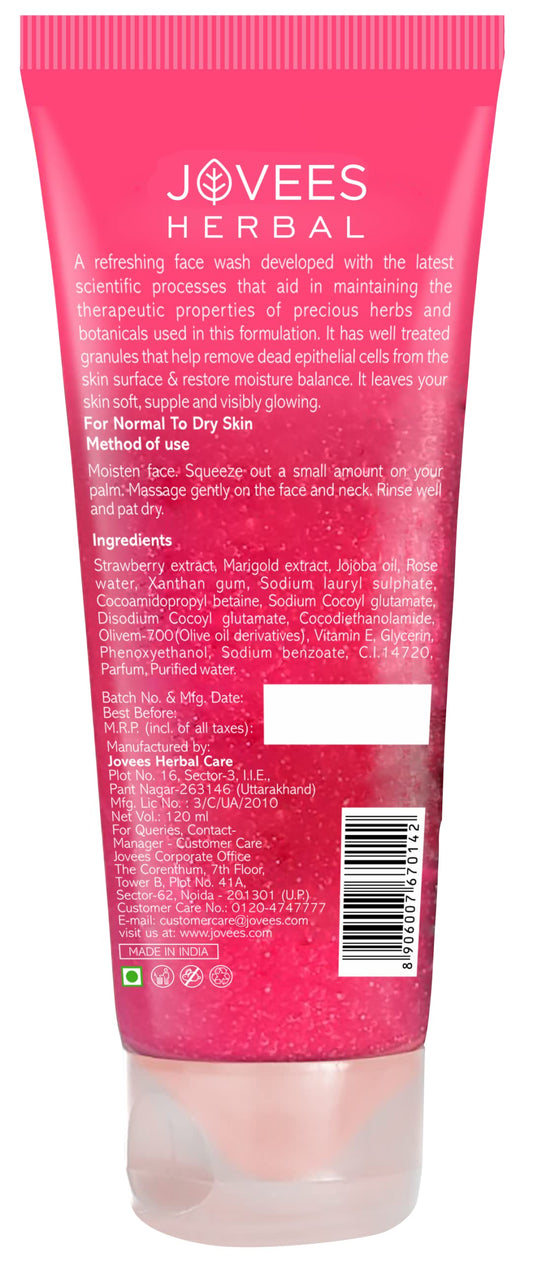 JOVEES
HERBAL
A refreshing face wash developed with the latest
scientific processes that aid in maintaining the
therapeutic properties of precious herbs and
botanicals used in this formulation. It has well treated
granules that help remove dead epithelial cells from the
skin surface & restore moisture balance. It leaves your
skin soft, supple and visibly glowing.
For Normal To Dry Skin
Method of use
Moisten face. Squeeze out a small amount on your
palm. Massage gently on the face and neck. Rinse well
and pat dry.
Ingredients
Strawberry extract, Marigold extract, Jojoba oil, Rose
water, Xanthan gum, Sodium lauryl sulphate,
Cocoamidopropyl betaine, Sodium Cocoyl glutamate,
Disodium Cocoyl glutamate, Cocodiethanolamide,
Olivem-700(Olive oil derivatives), Vitamin E, Glycerin,
Phenoxyethanol, Sodium benzoate, C.I.14720,
Parfum, Purified water.
Batch No. & Mfg. Date:
Best Before:
M.R.P. (incl. of all taxes):
Manufactured by:
Jovees Herbal Care
Plot No. 16, Sector-3, I.I.E.,
Pant Nagar-263146 (Uttarakhand)
Mfg. Lic No. : 3/C/UA/2010
Net Vol.: 120 ml
For Queries, Contact-
Manager - Customer Care
Jovees Corporate Office
The Corenthum, 7th Floor,
Tower B, Plot No. 41A,
Sector-62, Noida - 201301 (U.P.)
Customer Care No.: 0120-4747777
E-mail: customercare@jovees.com
visit us at: www.jovees.com
MADE IN INDIA
8906007670142